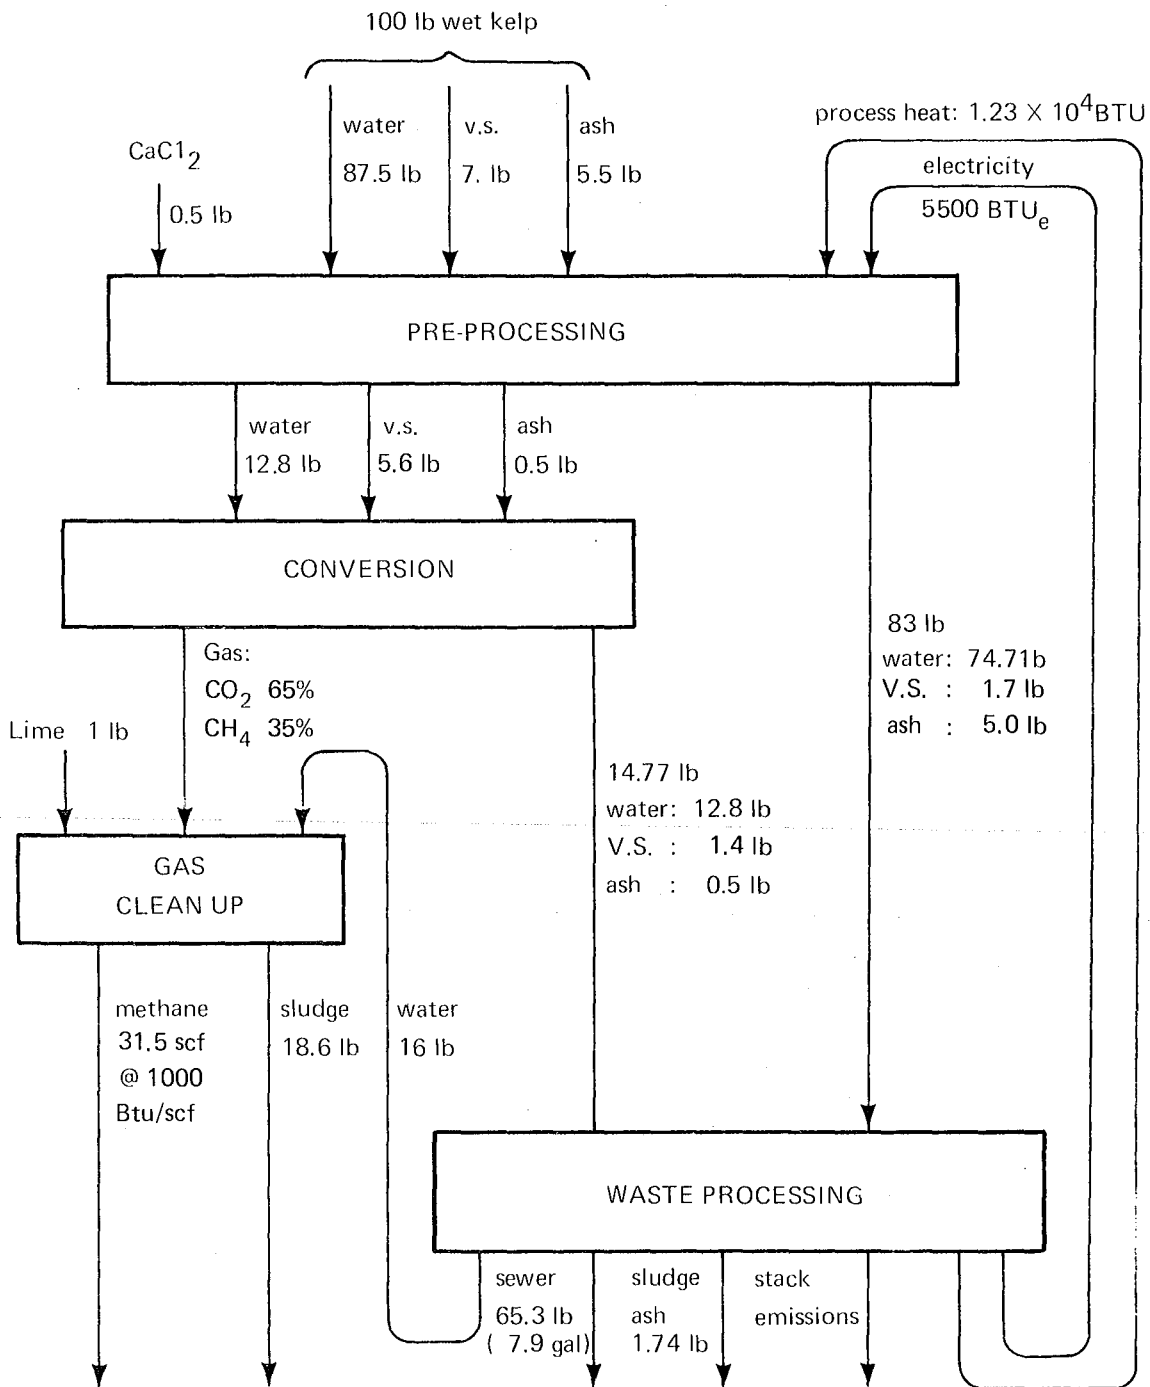 100 lb wet kelp
process heat: 1.23 X 10⁴BTU
water
v.s.
ash
CaC1₂
electricity
87.5 lb
7. lb
5.5 lb
0.5 lb
5500 BTUₑ
PRE-PROCESSING
water
v.s.
ash
12.8 lb
5.6 lb
0.5 lb
CONVERSION
83 lb
water: 74.71b
V.S. : 1.7 lb
ash : 5.0 lb
Gas:
CO₂ 65%
CH₄ 35%
Lime 1 lb
14.77 lb
water: 12.8 lb
V.S. : 1.4 lb
ash : 0.5 lb
GAS
CLEAN UP
methane
31.5 scf
@ 1000
Btu/scf
sludge
18.6 lb
water
16 lb
WASTE PROCESSING
sewer
65.3 lb
( 7.9 gal)
sludge
ash
1.74 lb
stack
emissions